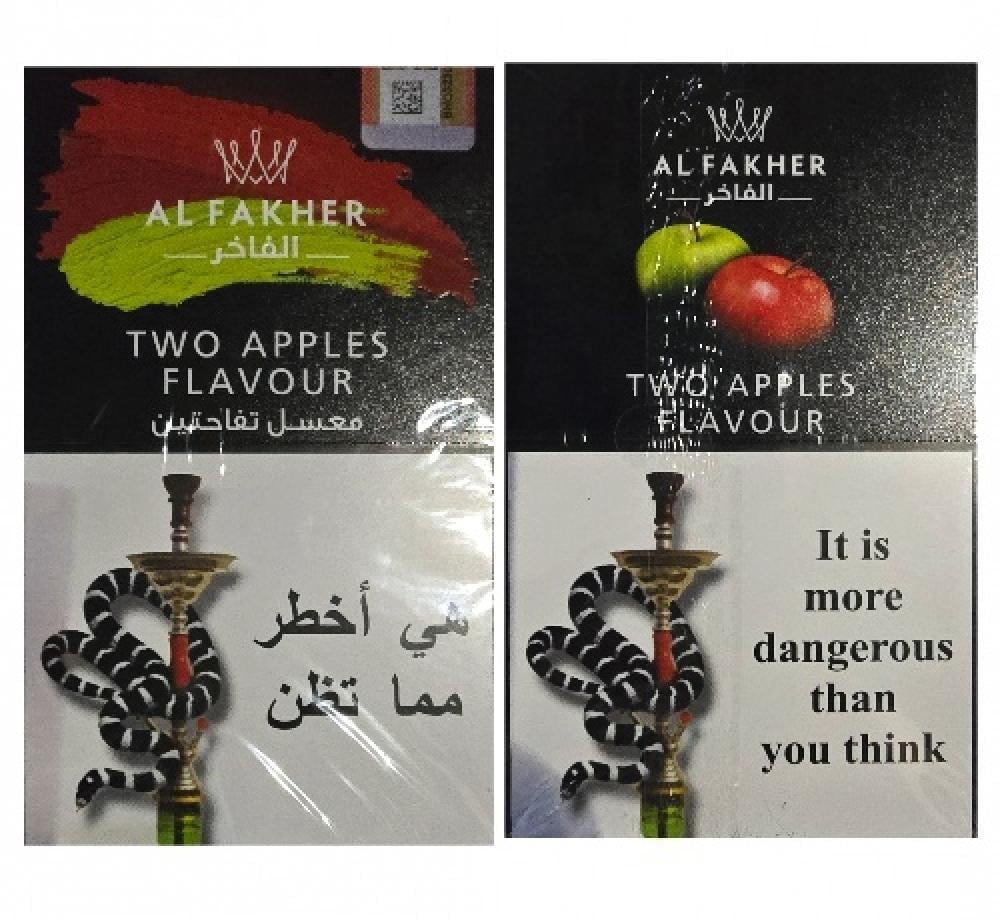 AL FAKHER
الفاخر
TWO APPLES
FLAVOUR
معسل تفاحتين
هي أخطر
مما تظن
AL FAKHER
الفاخر
TWO APPLES
FLAVOUR
It is
more
dangerous
than
you think